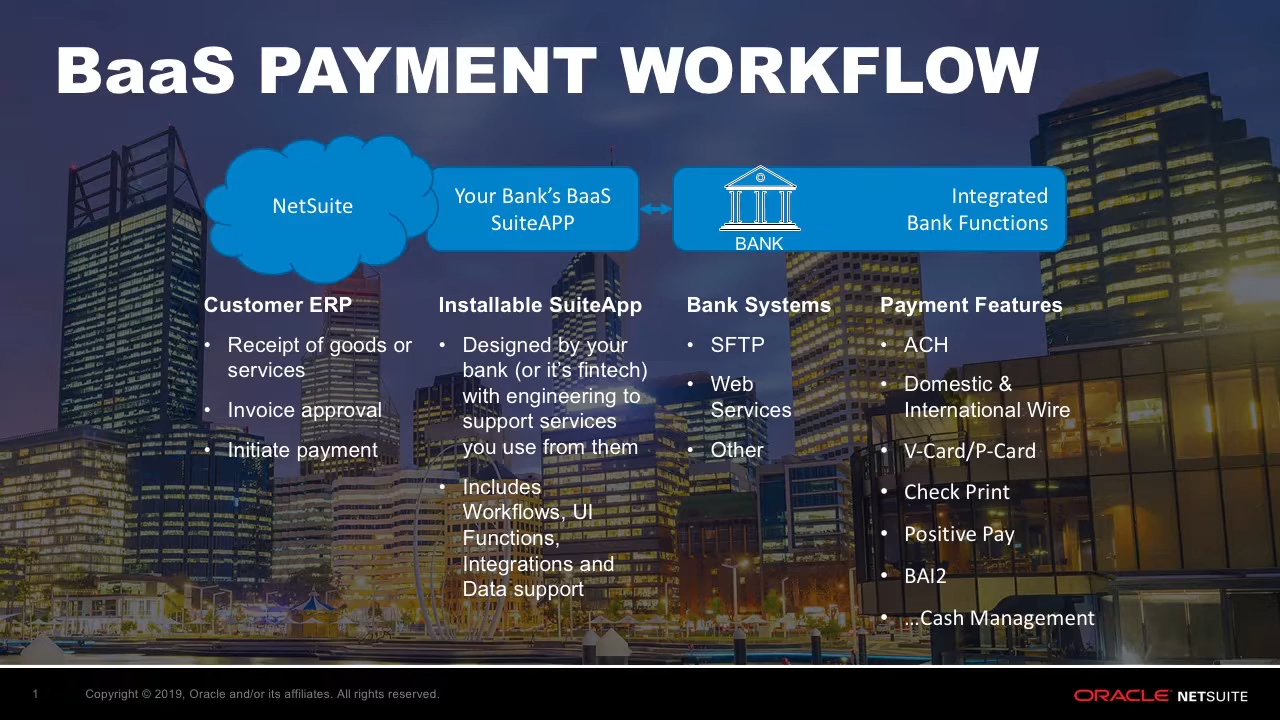 BaaS PAYMENT WORKFLOW
NetSuite
Your Bank’s BaaS
SuiteAPP
BANK
Integrated
Bank Functions
Customer ERP
• Receipt of goods or
services
• Invoice approval
• Initiate payment
Installable SuiteApp
• Designed by your
bank (or it’s fintech)
with engineering to
support services
you use from them
• Includes
Workflows, UI
Functions,
Integrations and
Data support
Bank Systems
• SFTP
• Web
Services
• Other
Payment Features
• ACH
• Domestic &
International Wire
• V-Card/P-Card
• Check Print
• Positive Pay
• BAI2
• ...Cash Management
1
Copyright © 2019, Oracle and/or its affiliates. All rights reserved.
ORACLE NETSUITE